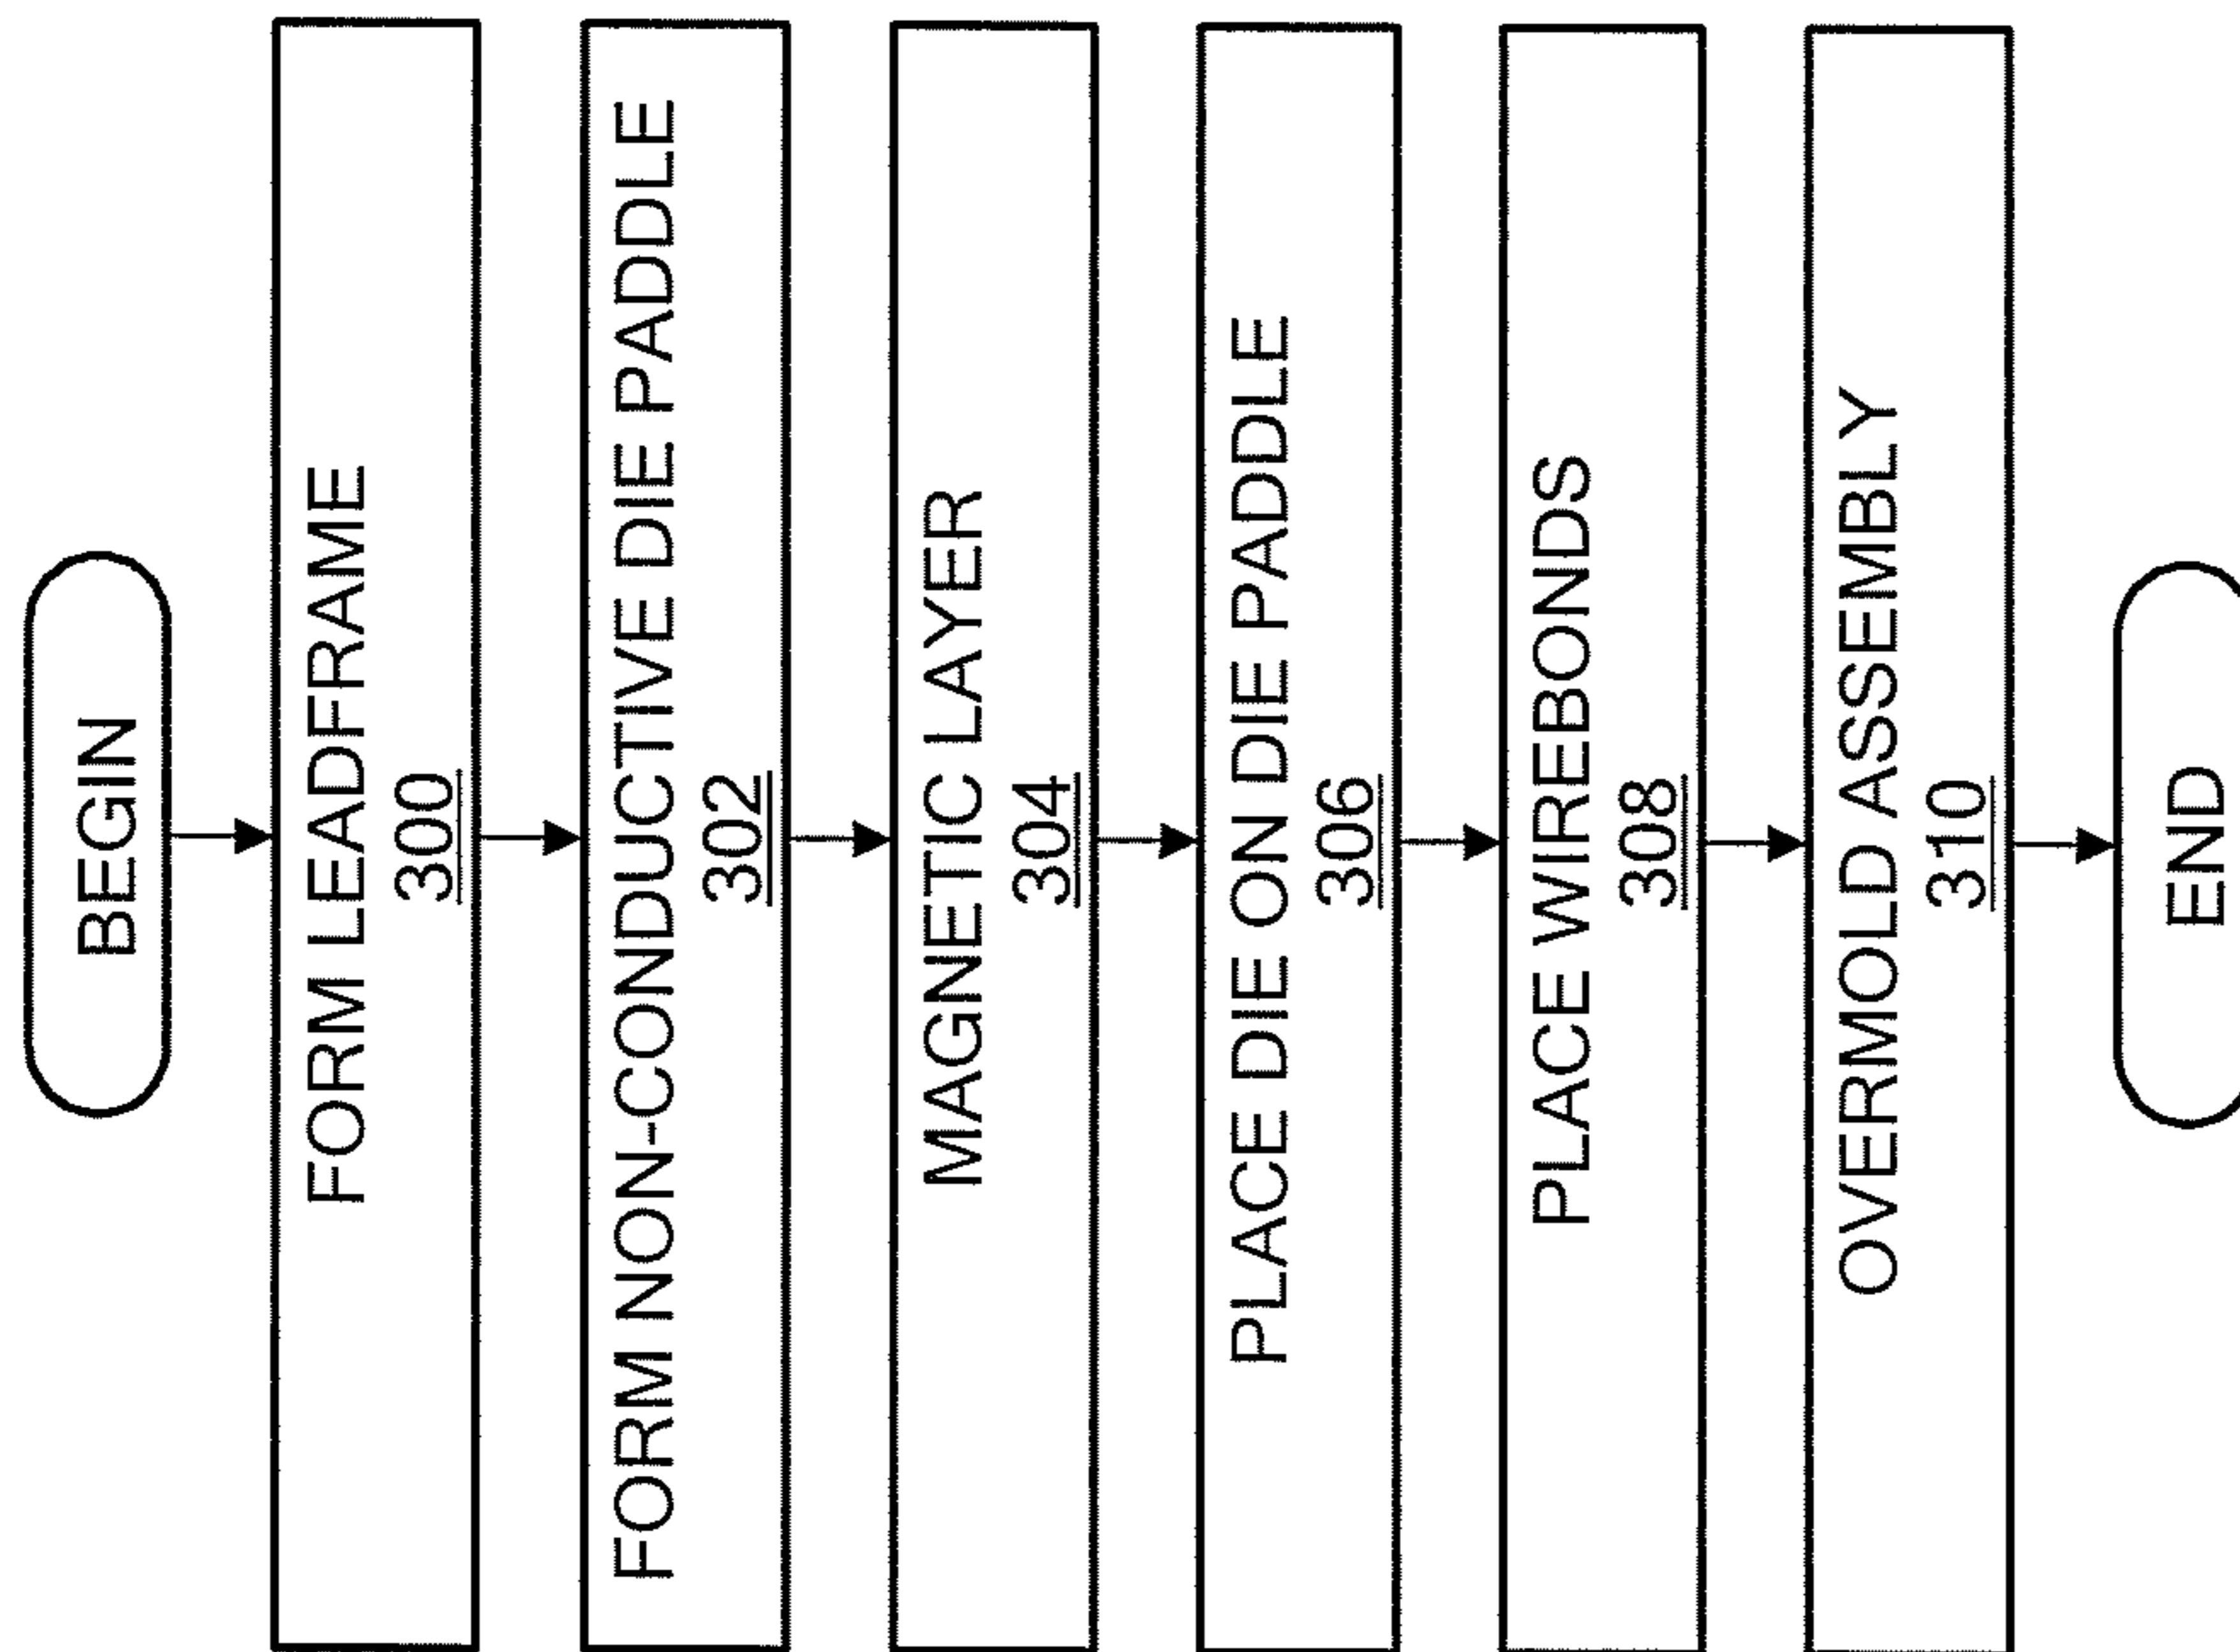 BEGIN
FORM LEADFRAME
300
FORM NON-CONDUCTIVE DIE PADDLE
302
MAGNETIC LAYER
304
PLACE DIE ON DIE PADDLE
306
PLACE WIREBONDS
308
OVERMOLD ASSEMBLY
310
END